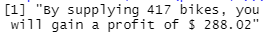 [1] "By supplying 417 bikes, you
will gain a profit of $ 288.02"